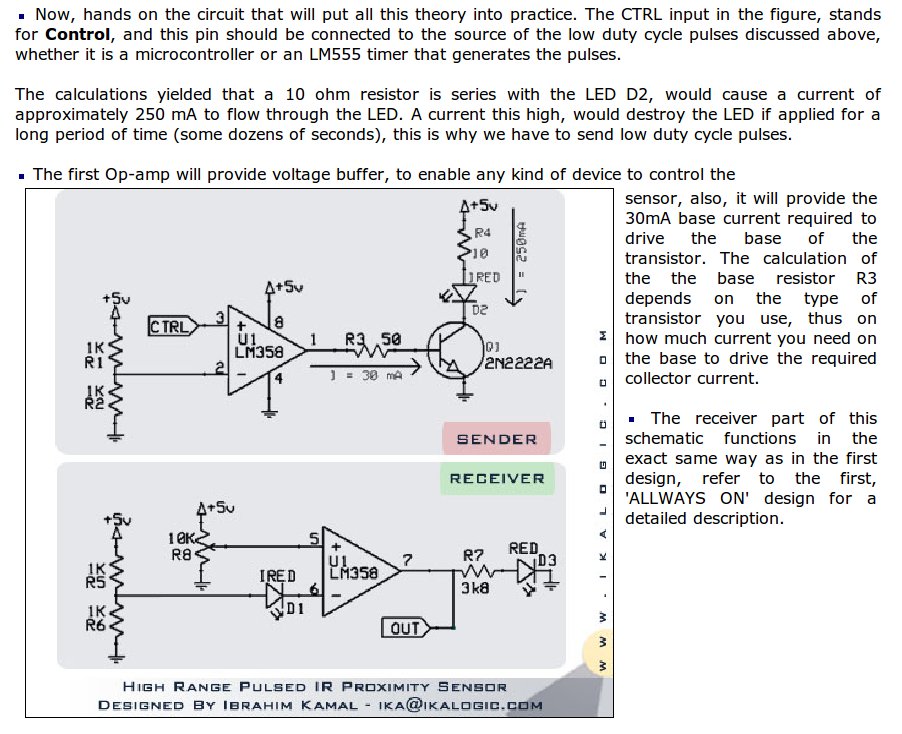 ▪ Now, hands on the circuit that will put all this theory into practice. The CTRL input in the figure, stands
for Control, and this pin should be connected to the source of the low duty cycle pulses discussed above,
whether it is a microcontroller or an LM555 timer that generates the pulses.
The calculations yielded that a 10 ohm resistor is series with the LED D2, would cause a current of
approximately 250 mA to flow through the LED. A current this high, would destroy the LED if applied for a
long period of time (some dozens of seconds), this is why we have to send low duty cycle pulses.
▪ The first Op-amp will provide voltage buffer, to enable any kind of device to control the
sensor, also, it will provide the
30mA base current required to
drive the base of the
transistor. The calculation of
the the base resistor R3
depends on the type of
transistor you use, thus on
how much current you need on
the base to drive the required
collector current.
▪ The receiver part of this
schematic functions in the
exact same way as in the first
design, refer to the first,
'ALLWAYS ON' design for a
detailed description.
+5v
R4
10
I = 250mA
IRED
D2
+5v
+5v
CTRL
3
8
+
U1
LM358
1
R3 50
Q1
2N2222A
1K
R1
2
-
4
I = 30 mA
1K
R2
SENDER
RECEIVER
+5v
+5v
10K
R8
5
+
U1
LM358
7
R7
3k8
RED
D3
1K
R5
IRED
6
-
D1
1K
R6
OUT
WWW.IKALOGIC.COM
HIGH RANGE PULSED IR PROXIMITY SENSOR
DESIGNED BY IBRAHIM KAMAL - IKA@IKALOGIC.COM